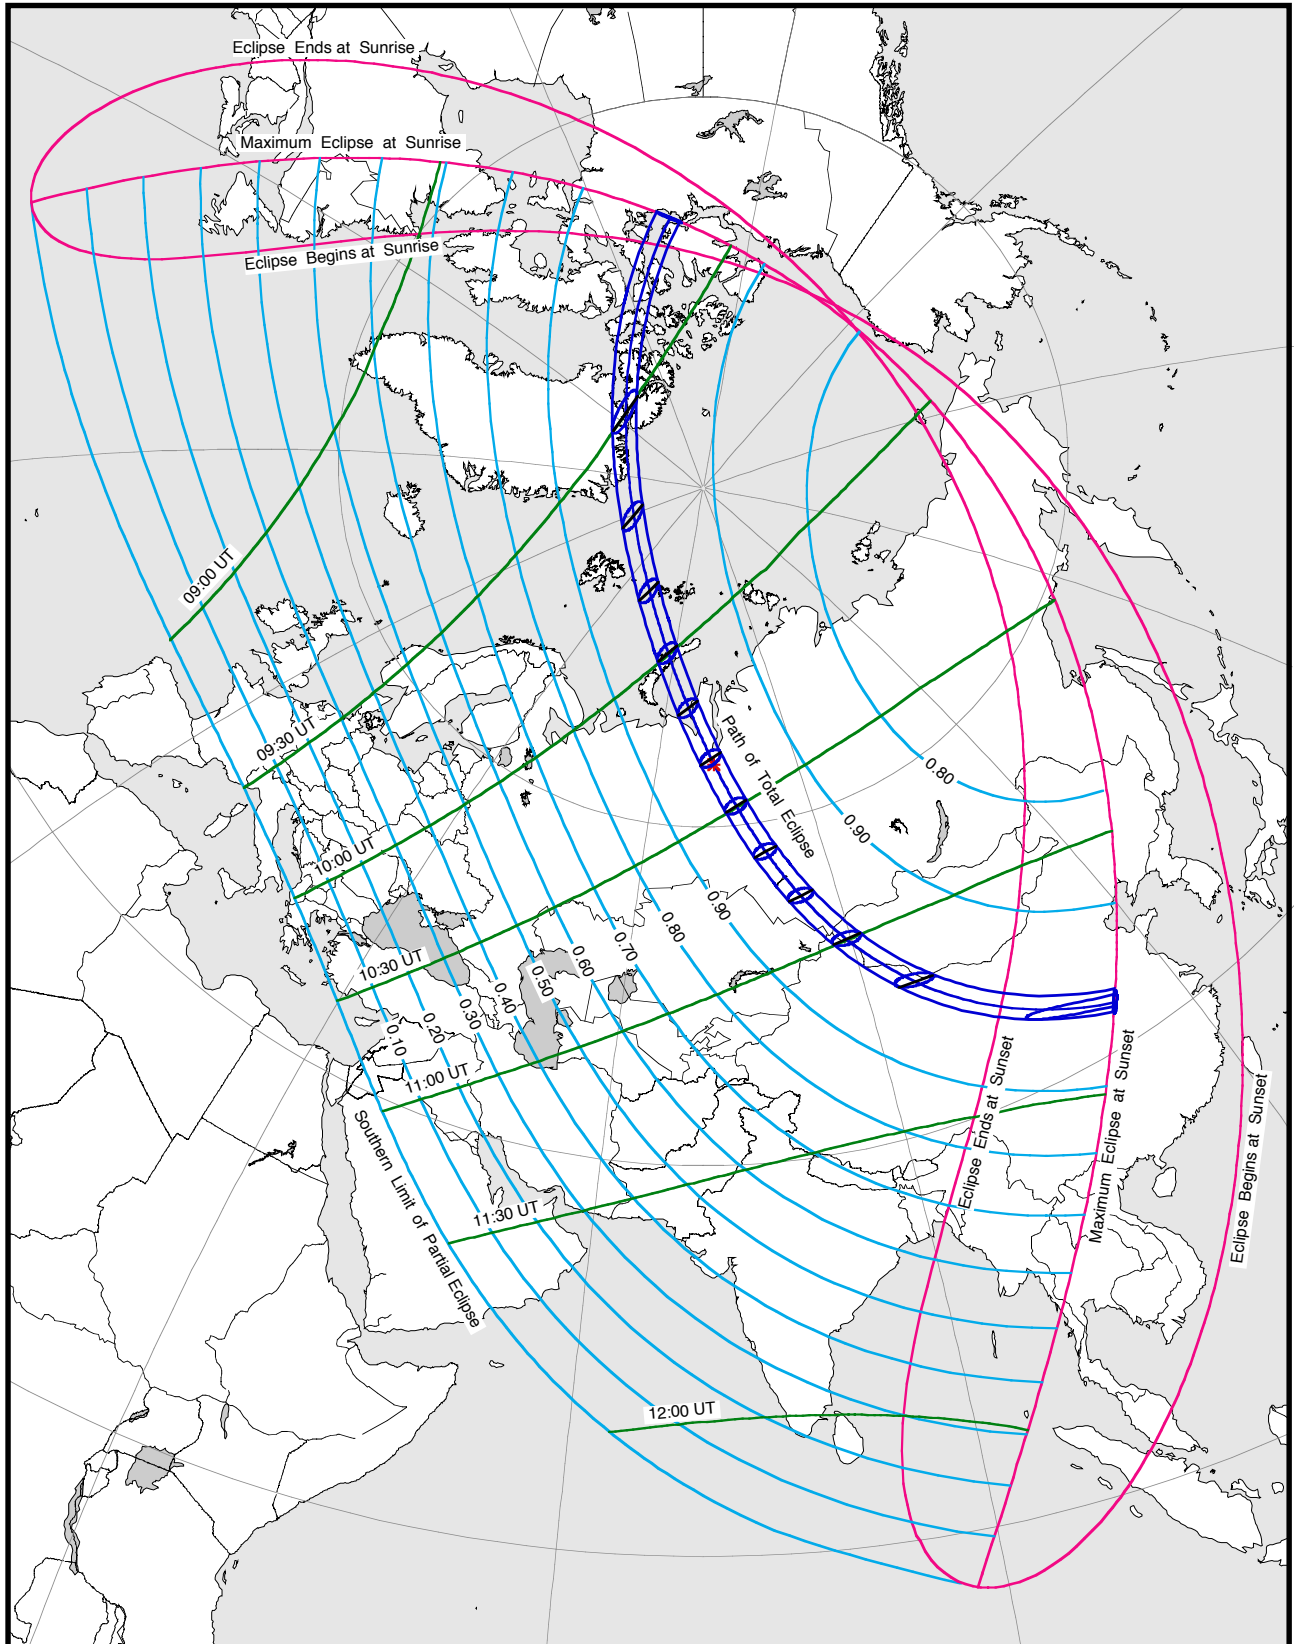 Eclipse Ends at Sunrise
Maximum Eclipse at Sunrise
Eclipse Begins at Sunrise
09:00 UT
09:30 UT
10:00 UT
10:30 UT
11:00 UT
11:30 UT
12:00 UT
Path of Total Eclipse
0.80
0.90
0.90
0.80
0.70
0.60
0.50
0.40
0.30
0.20
0.10
Southern Limit of Partial Eclipse
Eclipse Ends at Sunset
Maximum Eclipse at Sunset
Eclipse Begins at Sunset